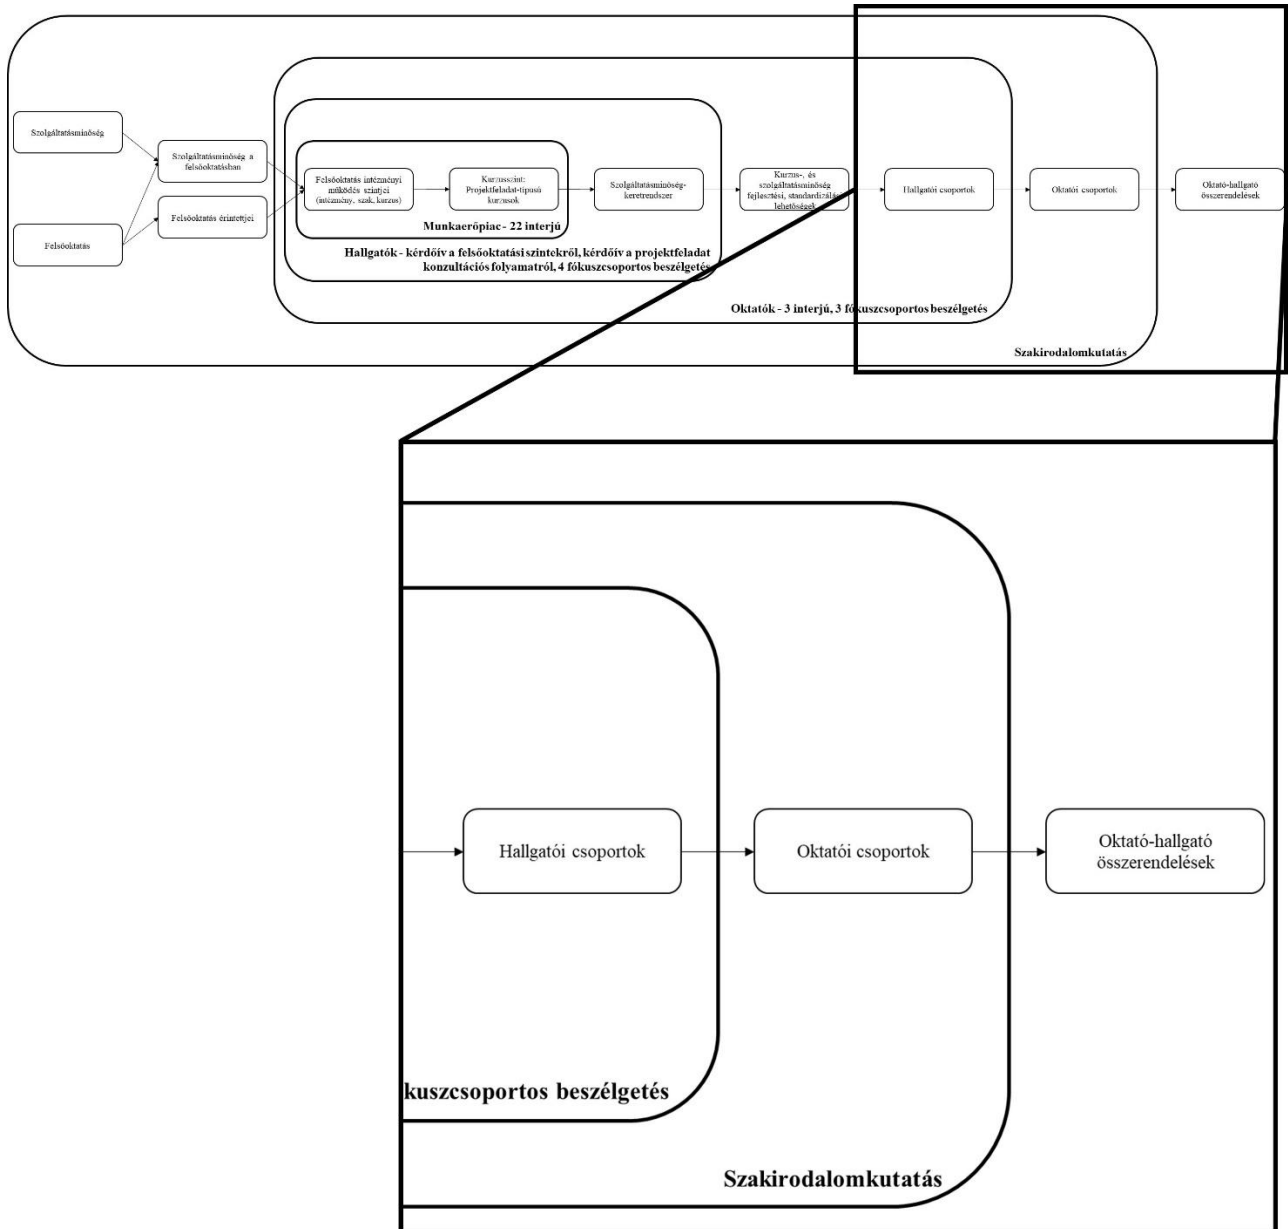 Szolgáltatásminőség
Felsőoktatás
Szolgáltatásminőség a
felsőoktatásban
Felsőoktatás érintettjei
Felsőoktatás intézményi
működés szintjei
(intézmény, szak, kurzus)
Kurzusszint:
Projektfeladat-típusú
kurzusok
Szolgáltatásminőség-
keretrendszer
Kurzus-, és
szolgáltatásminőség
fejlesztési, standardizálási
lehetőségek
Hallgatói csoportok
Oktatói csoportok
Oktató-hallgató
összerendelések
Munkaerőpiac - 22 interjú
Hallgatók - kérdőív a felsőoktatási szintekről, kérdőív a projektfeladat
konzultációs folyamatról, 4 fókuszcsoportos beszélgetés
Oktatók - 3 interjú, 3 fókuszcsoportos beszélgetés
Szakirodalomkutatás
Hallgatói csoportok
Oktatói csoportok
Oktató-hallgató
összerendelések
kuszcsoportos beszélgetés
Szakirodalomkutatás